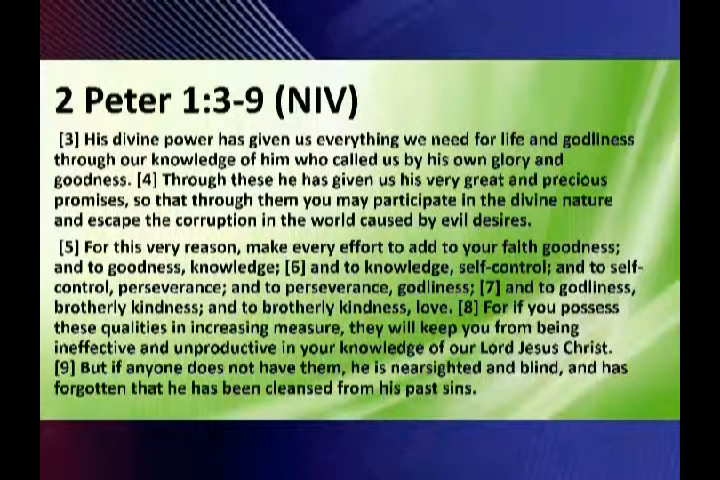 2 Peter 1:3-9 (NIV)
[3] His divine power has given us everything we need for life and godliness
through our knowledge of him who called us by his own glory and
goodness. [4] Through these he has given us his very great and precious
promises, so that through them you may participate in the divine nature
and escape the corruption in the world caused by evil desires.
[5] For this very reason, make every effort to add to your faith goodness;
and to goodness, knowledge; [6] and to knowledge, self-control; and to self-
control, perseverance; and to perseverance, godliness; [7] and to godliness,
brotherly kindness; and to brotherly kindness, love. [8] For if you possess
these qualities in increasing measure, they will keep you from being
ineffective and unproductive in your knowledge of our Lord Jesus Christ.
[9] But if anyone does not have them, he is nearsighted and blind, and has
forgotten that he has been cleansed from his past sins.